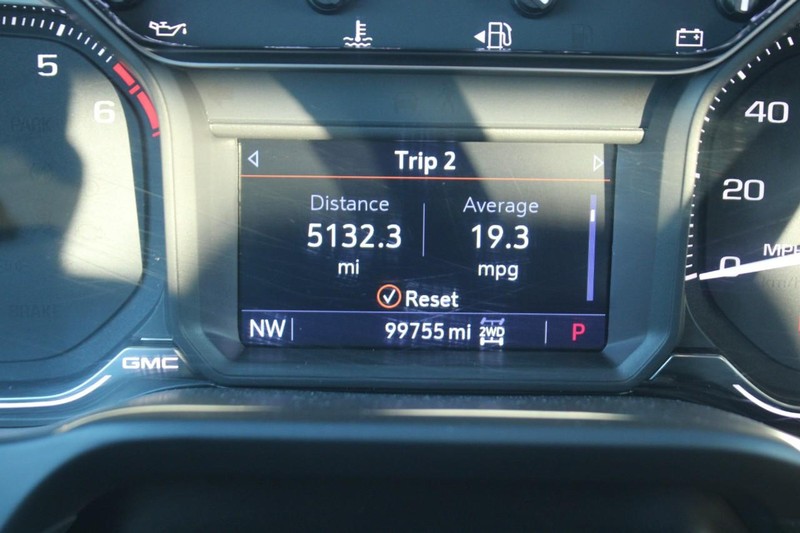 5
6
40
20
0
MPH
Trip 2
Distance
Average
5132.3
19.3
mi
mpg
Reset
NW
99755 mi
2WD
P
GMC